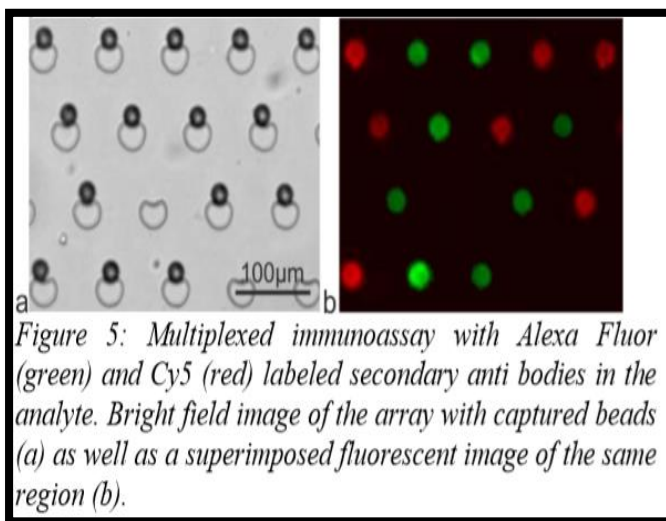 100µm
a
b
Figure 5: Multiplexed immunoassay with Alexa Fluor
(green) and Cy5 (red) labeled secondary anti bodies in the
analyte. Bright field image of the array with captured beads
(a) as well as a superimposed fluorescent image of the same
region (b).